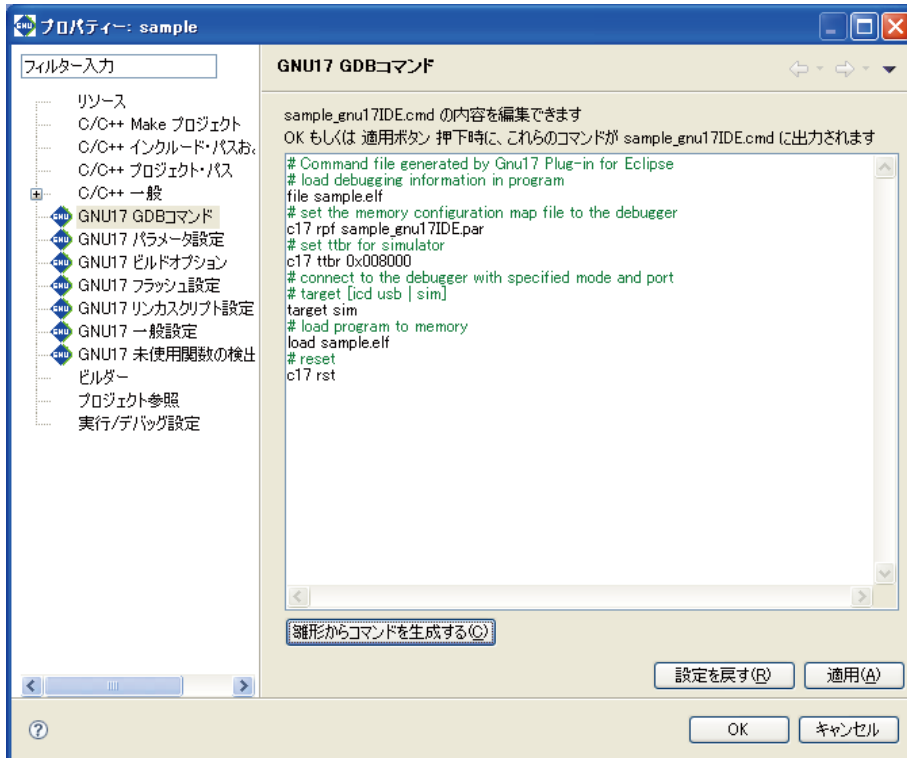 プロパティー: sample
フィルター入力
リソース
C/C++ Make プロジェクト
C/C++ インクルード・パスお、
C/C++ プロジェクト・パス
C/C++ 一般
GNU17 GDBコマンド
GNU17 パラメータ設定
GNU17 ビルドオプション
GNU17 フラッシュ設定
GNU17 リンカスクリプト設定
GNU17 一般設定
GNU17 未使用関数の検出
ビルダー
プロジェクト参照
実行/デバッグ設定
GNU17 GDBコマンド
sample_gnu17IDE.cmd の内容を編集できます
OK もしくは 適用ボタン 押下時に、これらのコマンドが sample_gnu17IDE.cmd に出力されます
# Command file generated by Gnu17 Plug-in for Eclipse
# load debugging information in program
file sample.elf
# set the memory configuration map file to the debugger
c17 rpf sample_gnu17IDE.par
# set ttbr for simulator
c17 ttbr 0x008000
# connect to the debugger with specified mode and port
# target [icd usb | sim]
target sim
# load program to memory
load sample.elf
# reset
c17 rst
雛形からコマンドを生成する(C)
設定を戻す(R)
適用(A)
OK
キャンセル